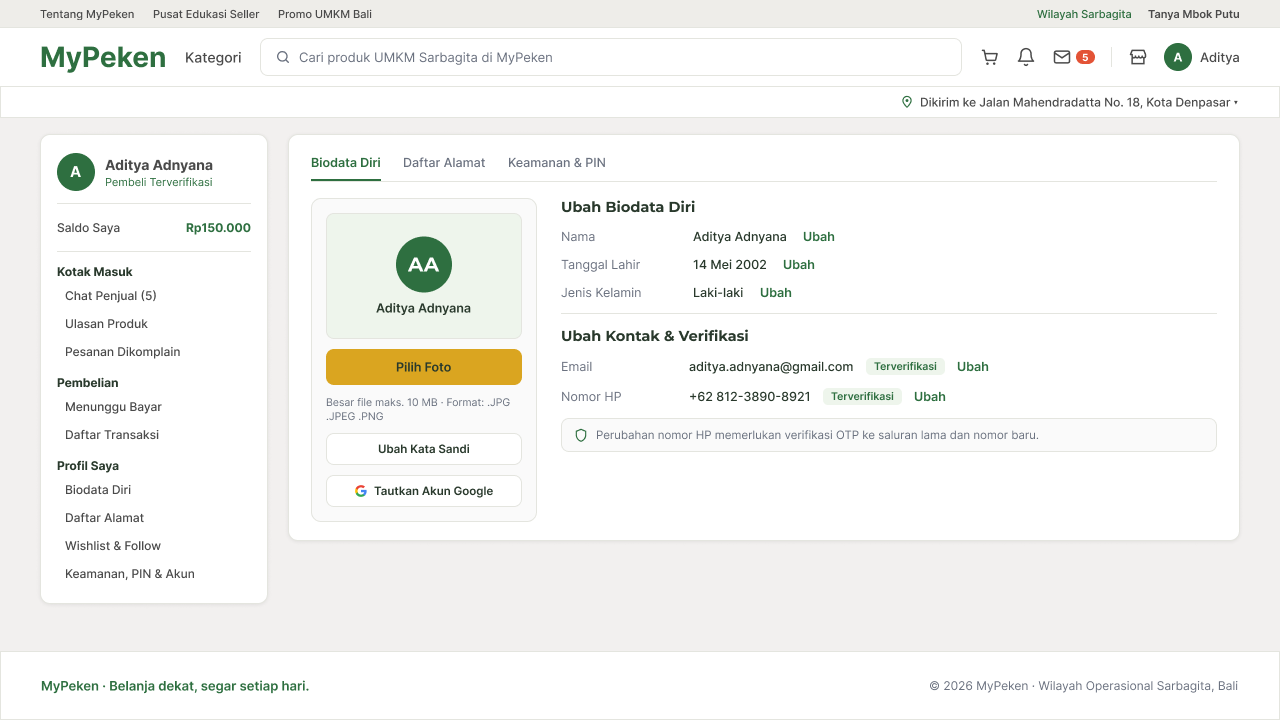 Tentang MyPeken Pusat Edukasi Seller Promo UMKM Bali Wilayah Sarbagita Tanya Mbok Putu
MyPeken Kategori Cari produk UMKM Sarbagita di MyPeken 5 A Aditya
Dikirim ke Jalan Mahendradatta No. 18, Kota Denpasar
A Aditya Adnyana
Pembeli Terverifikasi
Saldo Saya Rp150.000
Kotak Masuk
Chat Penjual (5)
Ulasan Produk
Pesanan Dikomplain
Pembelian
Menunggu Bayar
Daftar Transaksi
Profil Saya
Biodata Diri
Daftar Alamat
Wishlist & Follow
Keamanan, PIN & Akun
Biodata Diri Daftar Alamat Keamanan & PIN
AA
Aditya Adnyana
Pilih Foto
Besar file maks. 10 MB · Format: .JPG
.JPEG .PNG
Ubah Kata Sandi
Tautkan Akun Google
Ubah Biodata Diri
Nama Aditya Adnyana Ubah
Tanggal Lahir 14 Mei 2002 Ubah
Jenis Kelamin Laki-laki Ubah
Ubah Kontak & Verifikasi
Email aditya.adnyana@gmail.com Terverifikasi Ubah
Nomor HP +62 812-3890-8921 Terverifikasi Ubah
Perubahan nomor HP memerlukan verifikasi OTP ke saluran lama dan nomor baru.
MyPeken · Belanja dekat, segar setiap hari. © 2026 MyPeken · Wilayah Operasional Sarbagita, Bali